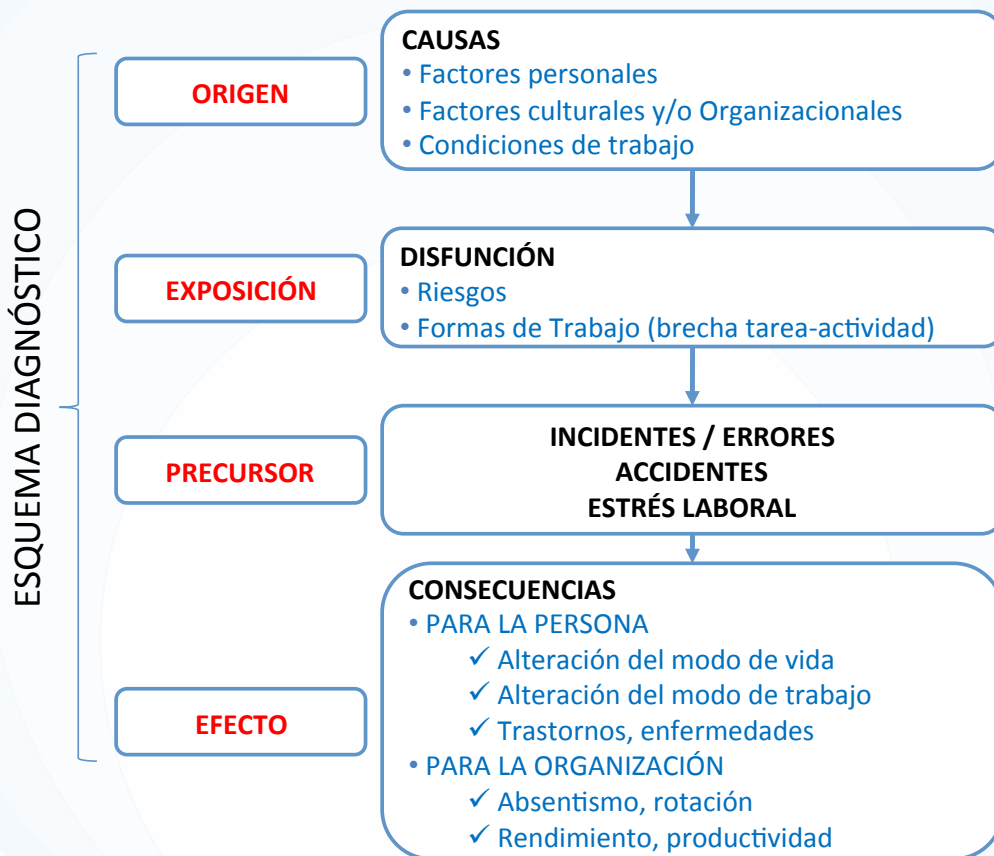 ESQUEMA DIAGNÓSTICO
ORIGEN
CAUSAS
• Factores personales
• Factores culturales y/o Organizacionales
• Condiciones de trabajo
EXPOSICIÓN
DISFUNCIÓN
• Riesgos
• Formas de Trabajo (brecha tarea-actividad)
PRECURSOR
INCIDENTES / ERRORES
ACCIDENTES
ESTRÉS LABORAL
EFECTO
CONSECUENCIAS
• PARA LA PERSONA
✓ Alteración del modo de vida
✓ Alteración del modo de trabajo
✓ Trastornos, enfermedades
• PARA LA ORGANIZACIÓN
✓ Absentismo, rotación
✓ Rendimiento, productividad